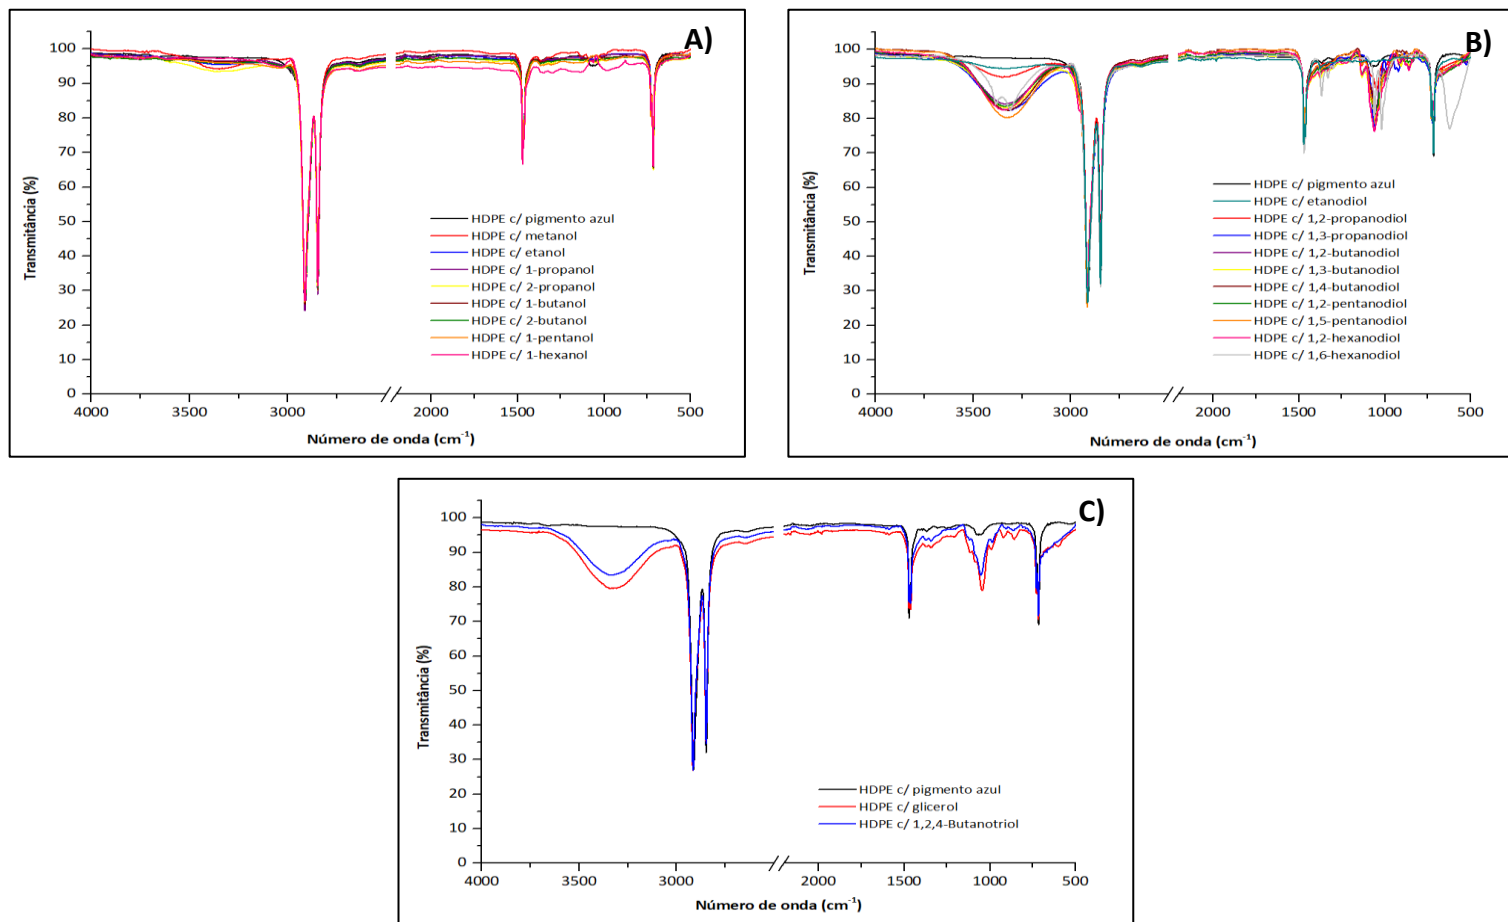 A)
100
90
80
70
60
50
40
30
20
10
0
Transmitância (%)
HDPE c/ pigmento azul
HDPE c/ metanol
HDPE c/ etanol
HDPE c/ 1-propanol
HDPE c/ 2-propanol
HDPE c/ 1-butanol
HDPE c/ 2-butanol
HDPE c/ 1-pentanol
HDPE c/ 1-hexanol
4000 3500 3000 2000 1500 1000 500
Número de onda (cm⁻¹)
B)
100
90
80
70
60
50
40
30
20
10
0
Transmitância (%)
HDPE c/ pigmento azul
HDPE c/ etanodiol
HDPE c/ 1,2-propanodiol
HDPE c/ 1,3-propanodiol
HDPE c/ 1,2-butanodiol
HDPE c/ 1,3-butanodiol
HDPE c/ 1,4-butanodiol
HDPE c/ 1,2-pentanodiol
HDPE c/ 1,5-pentanodiol
HDPE c/ 1,2-hexanodiol
HDPE c/ 1,6-hexanodiol
4000 3500 3000 2000 1500 1000 500
Número de onda (cm⁻¹)
C)
100
90
80
70
60
50
40
30
20
10
0
Transmitância (%)
HDPE c/ pigmento azul
HDPE c/ glicerol
HDPE c/ 1,2,4-Butanotriol
4000 3500 3000 2000 1500 1000 500
Número de onda (cm⁻¹)